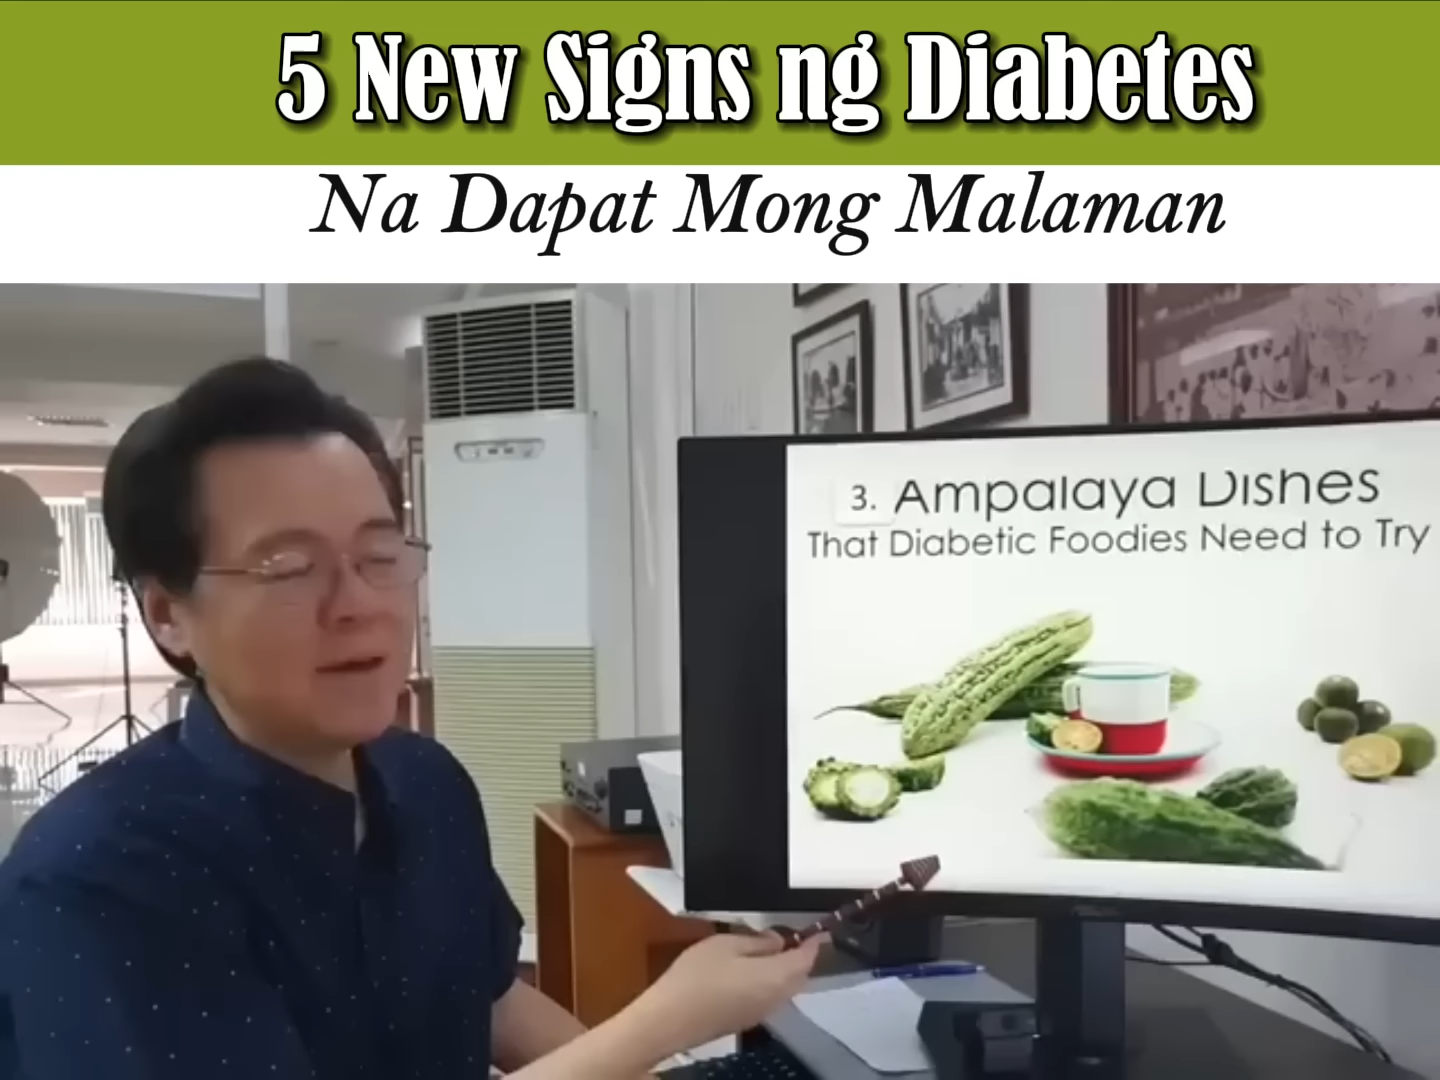 5 New Signs ng Diabetes
Na Dapat Mong Malaman
3. Ampalaya Dishes
That Diabetic Foodies Need to Try